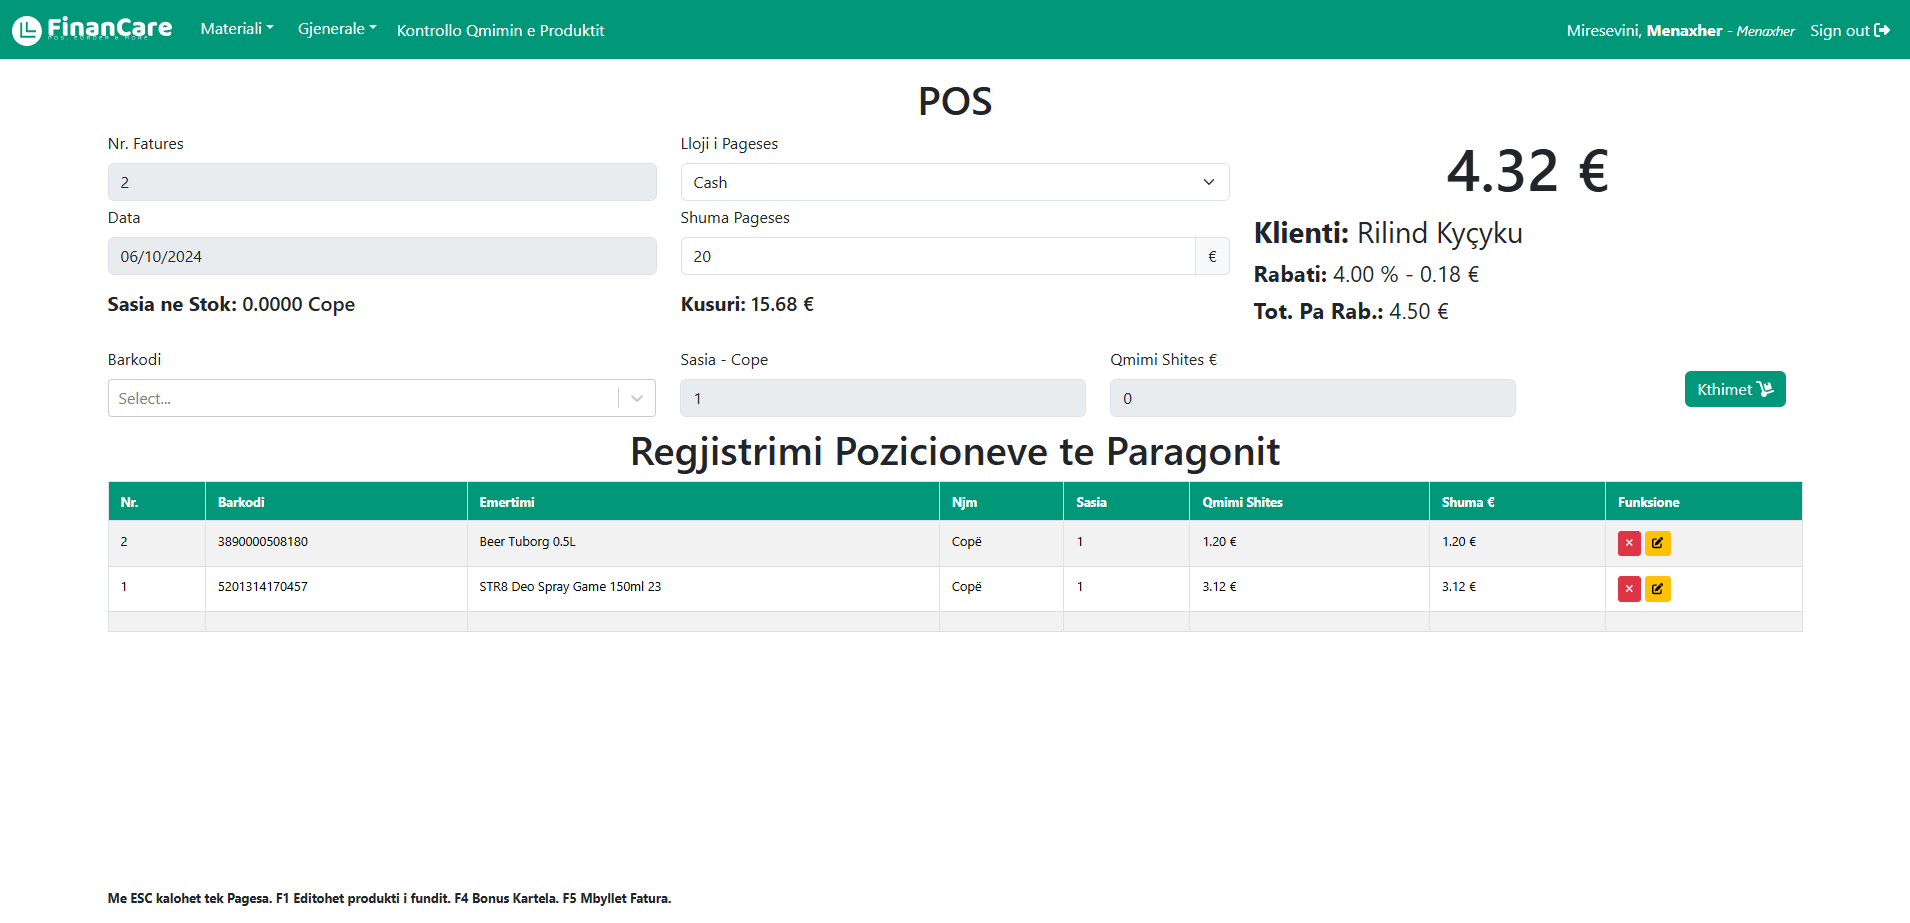 FinanCare
Materiali
Gjenerale
Kontrollo Qmimin e Produktit
Miresevini, Menaxher - Menaxher
Sign out
POS
Nr. Fatures
2
Lloji i Pageses
Cash
4.32 €
Data
06/10/2024
Shuma Pageses
20 €
Klienti: Rilind Kyçyku
Rabati: 4.00 % - 0.18 €
Sasia ne Stok: 0.0000 Cope
Kusuri: 15.68 €
Tot. Pa Rab.: 4.50 €
Barkodi
Select...
Sasia - Cope
1
Qmimi Shites €
0
Kthimet
Regjistrimi Pozicioneve te Paragonit
Nr. Barkodi Emertimi Njm Sasia Qmimi Shites Shuma € Funksione
2 3890000508180 Beer Tuborg 0.5L Copë 1 1.20 € 1.20 €
1 5201314170457 STR8 Deo Spray Game 150ml 23 Copë 1 3.12 € 3.12 €
Me ESC kalohet tek Pagesa. F1 Editohet produkti i fundit. F4 Bonus Kartela. F5 Mbyllet Fatura.